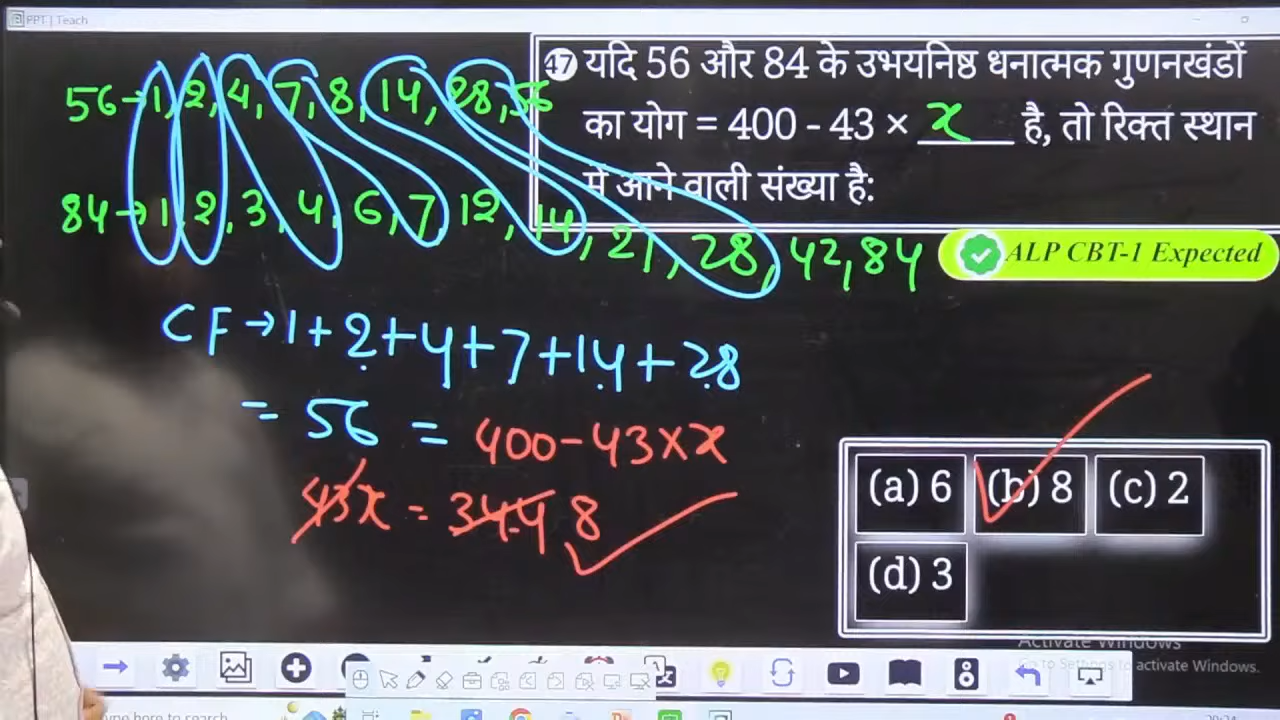 PPT | Teach
56→1, 2, 4, 7, 8, 14, 28, 56
84→1, 2, 3, 4, 6, 7, 12, 14, 21, 28, 42, 84
47 यदि 56 और 84 के उभयनिष्ठ धनात्मक गुणनखंडों
का योग = 400 - 43 × x है, तो रिक्त स्थान
में आने वाली संख्या है:
ALP CBT-1 Expected
CF→1+2+4+7+14+28
= 56 = 400-43×x
43x = 344 8
(a) 6 (b) 8 (c) 2
(d) 3
Activate Windows
Go to Settings to activate Windows.
type here to search